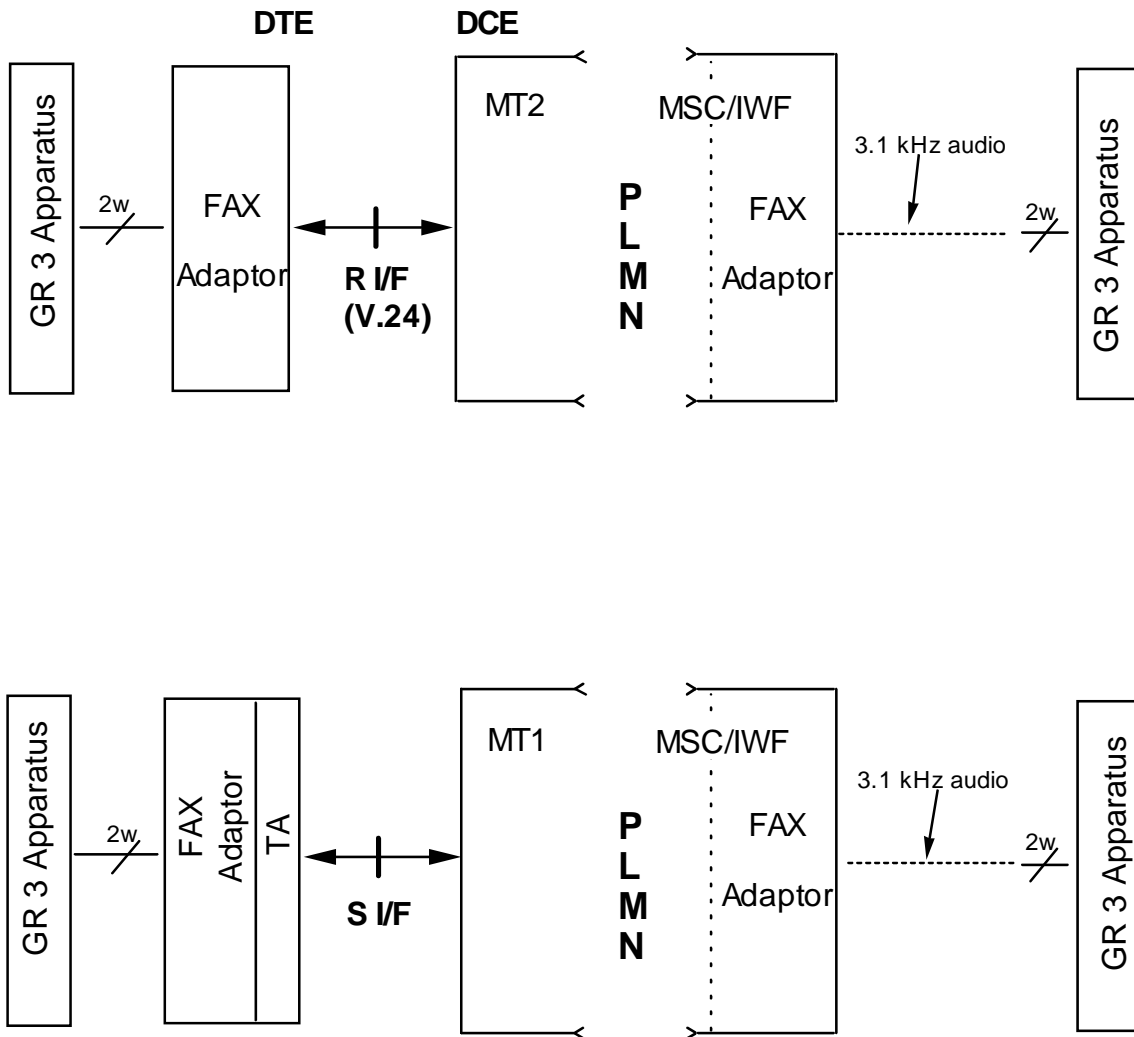 DTE
DCE
GR 3 Apparatus
2w
FAX
Adaptor
R I/F
(V.24)
MT2
P
L
M
N
MSC/IWF
FAX
Adaptor
3.1 kHz audio
2w
GR 3 Apparatus
GR 3 Apparatus
2w
FAX
Adaptor
TA
S I/F
MT1
P
L
M
N
MSC/IWF
FAX
Adaptor
3.1 kHz audio
2w
GR 3 Apparatus